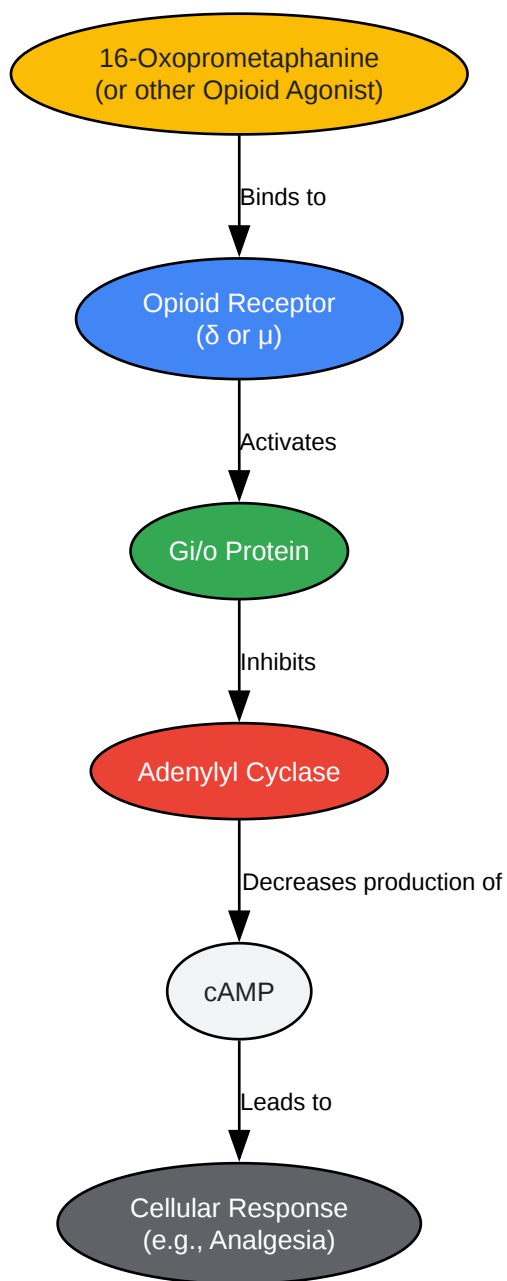 16-Oxoprometaphanine
(or other Opioid Agonist)
Binds to
Opioid Receptor
(δ or μ)
Activates
Gi/o Protein
Inhibits
Adenylyl Cyclase
Decreases production of
cAMP
Leads to
Cellular Response
(e.g., Analgesia)